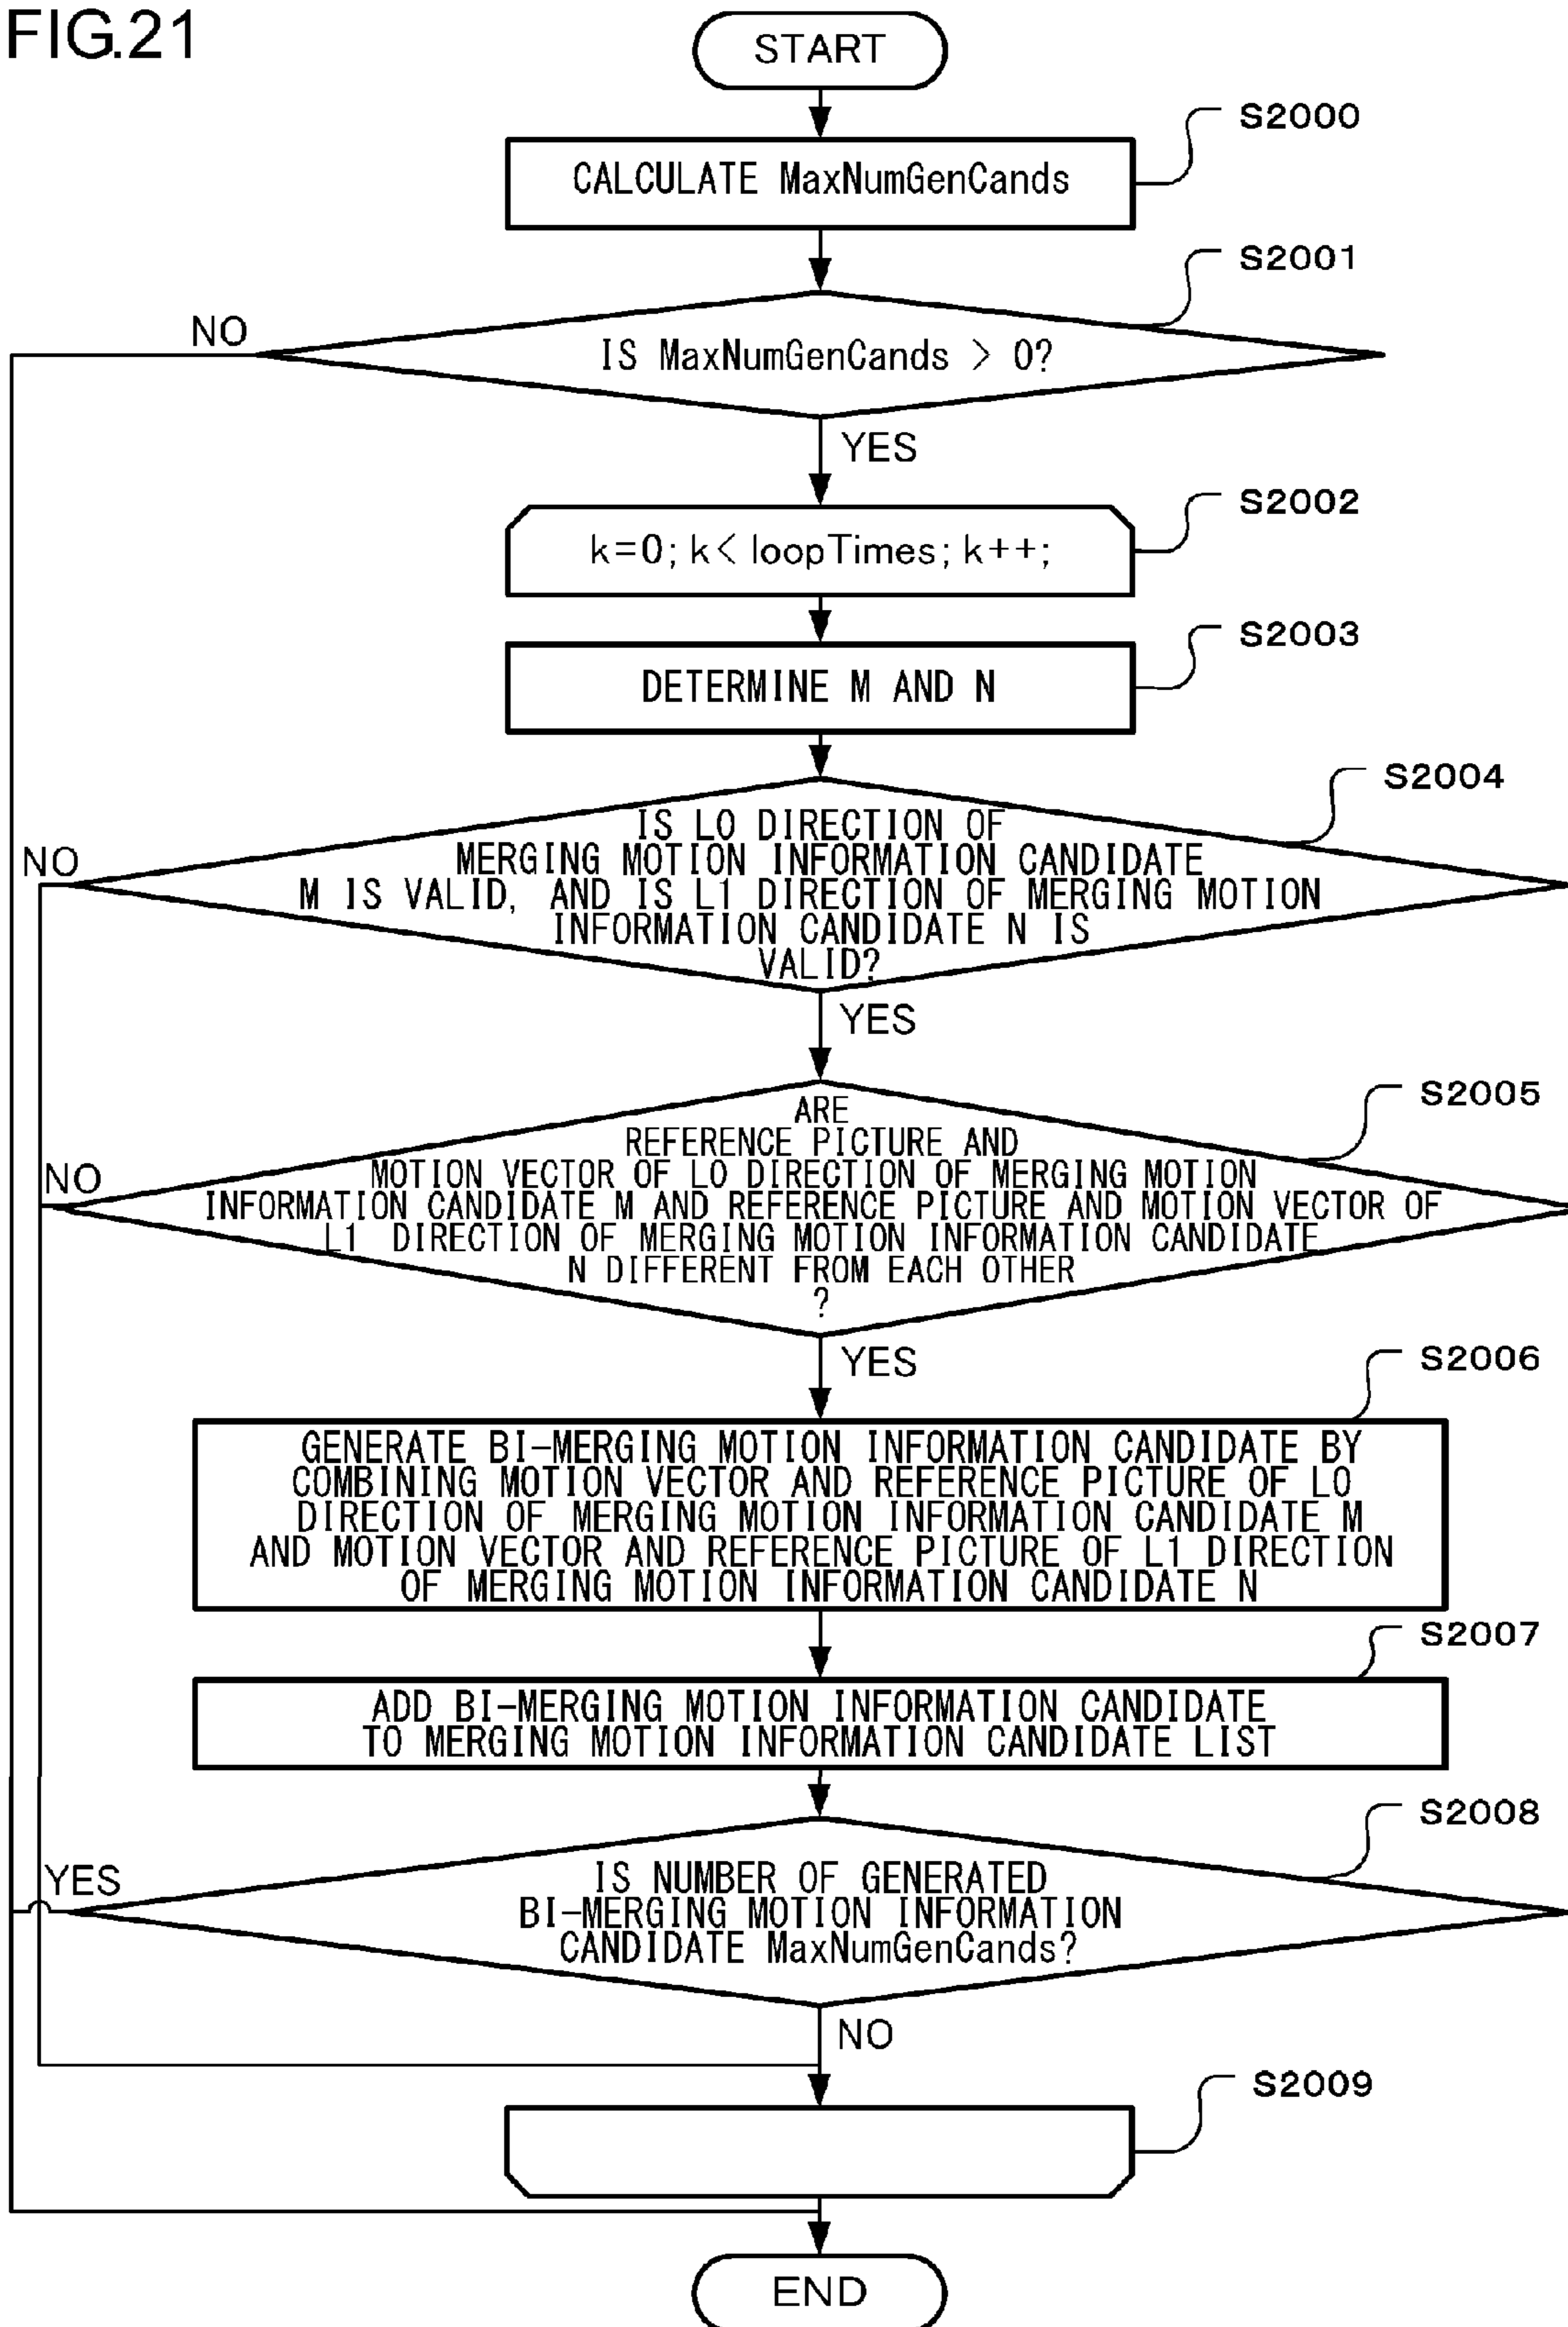 FIG.21
START
S2000
CALCULATE MaxNumGenCands
S2001
NO
IS MaxNumGenCands > 0?
YES
S2002
k=0; k< loopTimes; k++;
S2003
DETERMINE M AND N
S2004
NO
IS L0 DIRECTION OF
MERGING MOTION INFORMATION CANDIDATE
M IS VALID, AND IS L1 DIRECTION OF MERGING MOTION
INFORMATION CANDIDATE N IS
VALID?
YES
S2005
NO
ARE
REFERENCE PICTURE AND
MOTION VECTOR OF L0 DIRECTION OF MERGING MOTION
INFORMATION CANDIDATE M AND REFERENCE PICTURE AND MOTION VECTOR OF
L1 DIRECTION OF MERGING MOTION INFORMATION CANDIDATE
N DIFFERENT FROM EACH OTHER
?
YES
S2006
GENERATE BI-MERGING MOTION INFORMATION CANDIDATE BY
COMBINING MOTION VECTOR AND REFERENCE PICTURE OF L0
DIRECTION OF MERGING MOTION INFORMATION CANDIDATE M
AND MOTION VECTOR AND REFERENCE PICTURE OF L1 DIRECTION
OF MERGING MOTION INFORMATION CANDIDATE N
S2007
ADD BI-MERGING MOTION INFORMATION CANDIDATE
TO MERGING MOTION INFORMATION CANDIDATE LIST
S2008
YES
IS NUMBER OF GENERATED
BI-MERGING MOTION INFORMATION
CANDIDATE MaxNumGenCands?
NO
S2009
END